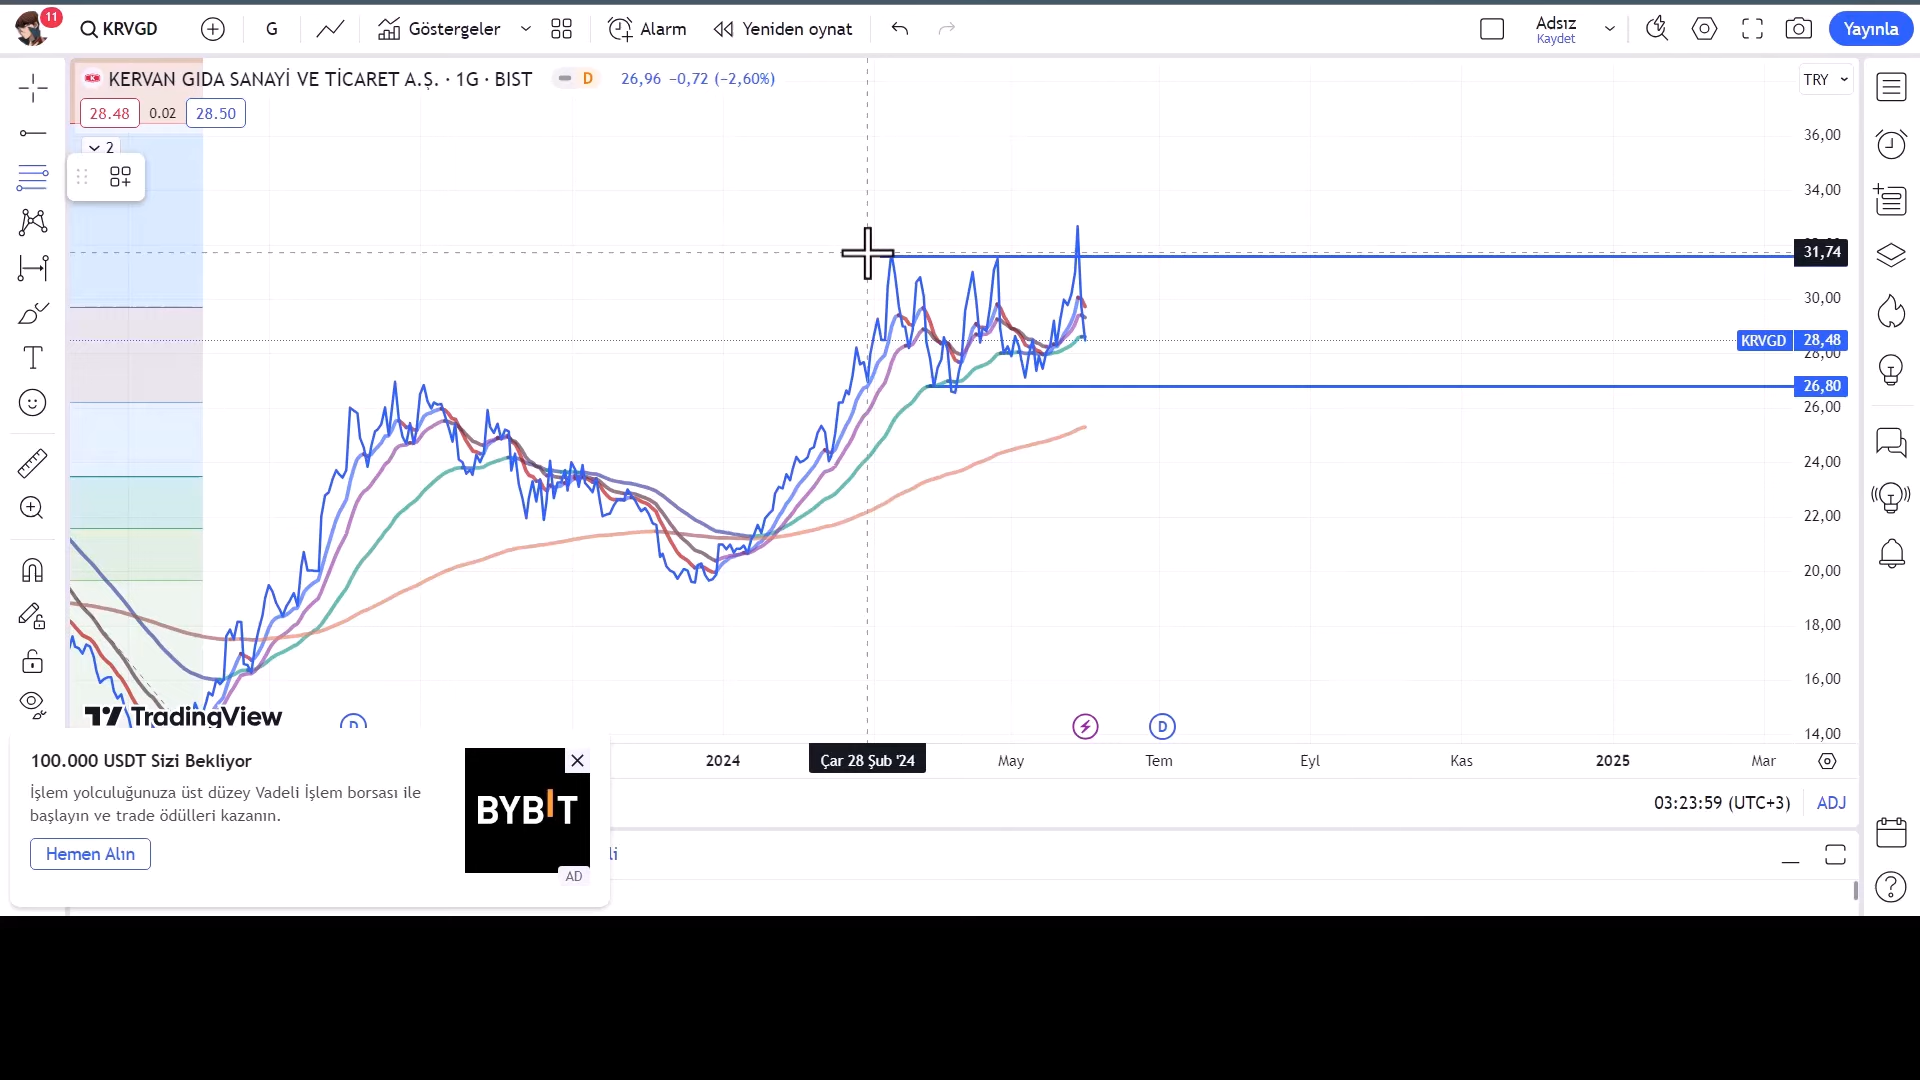 11
KRVGD
G
Göstergeler
Alarm
Yeniden oynat
Adsız
Kaydet
Yayınla
KERVAN GIDA SANAYİ VE TİCARET A.Ş. · 1G · BIST
D
26,96 −0,72 (−2,60%)
TRY
28.48
0.02
28.50
2
36,00
34,00
31,74
30,00
KRVGD
28,48
28,00
26,80
26,00
24,00
22,00
20,00
18,00
16,00
14,00
TradingView
D
D
2024
Çar 28 Şub '24
May
Tem
Eyl
Kas
2025
Mar
100.000 USDT Sizi Bekliyor
İşlem yolculuğunuza üst düzey Vadeli İşlem borsası ile
başlayın ve trade ödülleri kazanın.
Hemen Alın
BYBIT
AD
03:23:59 (UTC+3)
ADJ